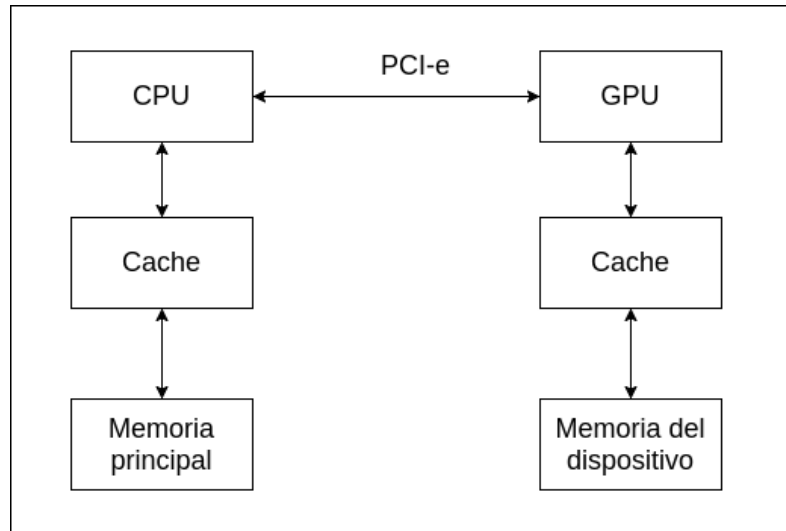 PCI-e
CPU
GPU
Cache
Cache
Memoria
principal
Memoria del
dispositivo